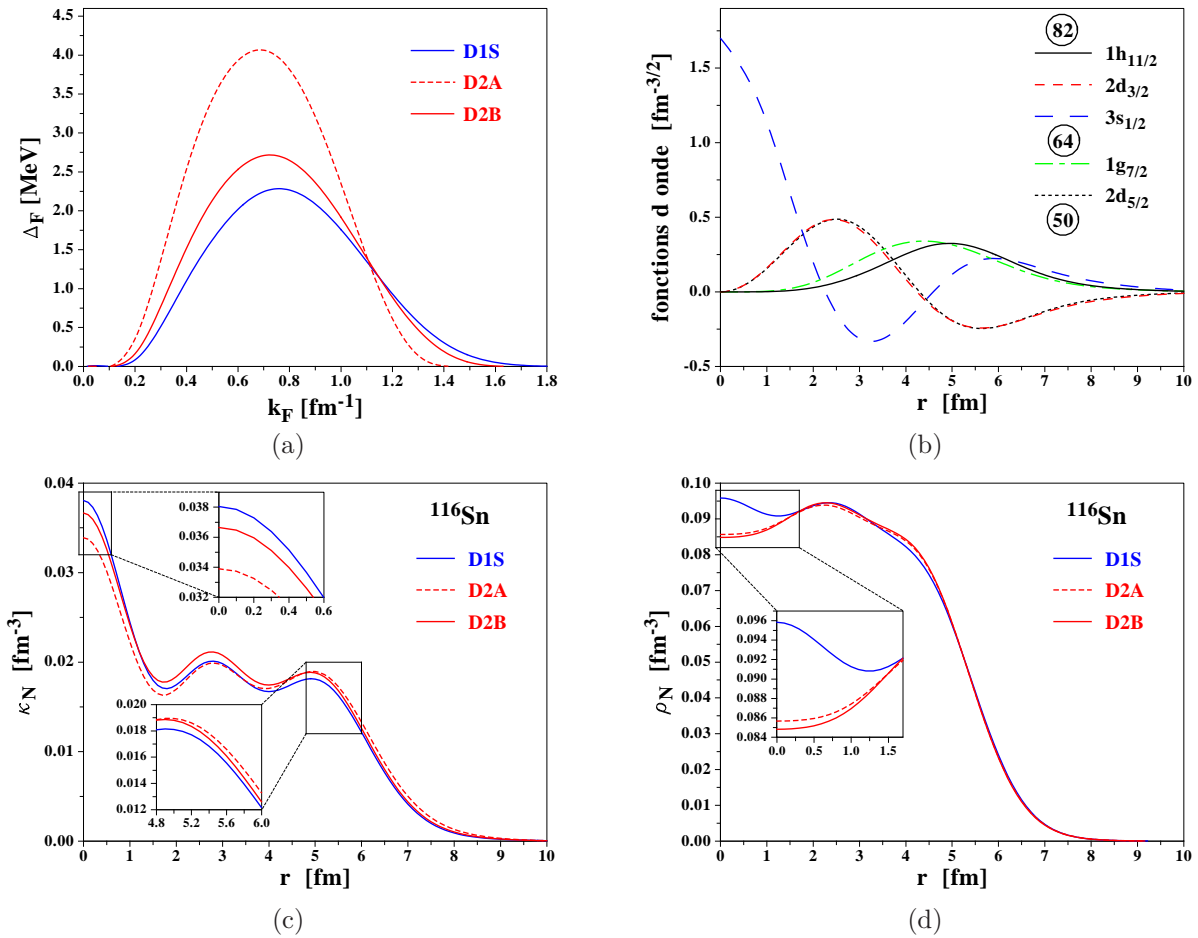 4.5
4.0
3.5
3.0
2.5
2.0
1.5
1.0
0.5
0.0
Δ_F [MeV]
D1S
D2A
D2B
0.0 0.2 0.4 0.6 0.8 1.0 1.2 1.4 1.6 1.8
k_F [fm^-1]
(a)
1.5
1.0
0.5
0.0
-0.5
fonctions d onde [fm^-3/2]
82
1h_11/2
2d_3/2
3s_1/2
64
1g_7/2
2d_5/2
50
0 1 2 3 4 5 6 7 8 9 10
r [fm]
(b)
0.04
0.03
0.02
0.01
0.00
κ_N [fm^-3]
116Sn
D1S
D2A
D2B
0.038
0.036
0.034
0.032
0.0 0.2 0.4 0.6
0.020
0.018
0.016
0.014
0.012
4.8 5.2 5.6 6.0
0 1 2 3 4 5 6 7 8 9 10
r [fm]
(c)
0.10
0.09
0.08
0.07
0.06
0.05
0.04
0.03
0.02
0.01
0.00
ρ_N [fm^-3]
116Sn
D1S
D2A
D2B
0.096
0.094
0.092
0.090
0.088
0.086
0.084
0.0 0.5 1.0 1.5
0 1 2 3 4 5 6 7 8 9 10
r [fm]
(d)